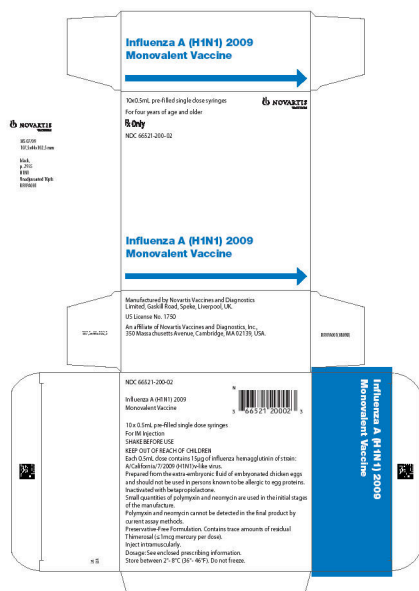 Influenza A (H1N1) 2009
Monovalent Vaccine
10x0.5mL pre-filled single dose syringes
NOVARTIS
For four years of age and older
Rx Only
NDC 66521-200-02
NOVARTIS
Influenza A (H1N1) 2009
Monovalent Vaccine
Manufactured by Novartis Vaccines and Diagnostics
Limited, Gaskill Road, Speke, Liverpool, UK.
US License No. 1750
An affiliate of Novartis Vaccines and Diagnostics, Inc.,
350 Massachusetts Avenue, Cambridge, MA 02139, USA.
NDC 66521-200-02
Influenza A (H1N1) 2009
Monovalent Vaccine
N
3 66521 20002 3
10 x 0.5mL pre-filled single dose syringes
For IM Injection
SHAKE BEFORE USE
KEEP OUT OF REACH OF CHILDREN
Each 0.5mL dose contains 15µg of influenza hemagglutinin of strain:
A/California/7/2009 (H1N1)v-like virus.
Prepared from the extra-embryonic fluid of embryonated chicken eggs
and should not be used in persons known to be allergic to egg proteins.
Inactivated with betapropiolactone.
Small quantities of polymyxin and neomycin are used in the initial stages
of the manufacture.
Polymyxin and neomycin cannot be detected in the final product by
current assay methods.
Preservative-Free Formulation. Contains trace amounts of residual
Thimerosal (≤1mcg mercury per dose).
Inject intramuscularly.
Dosage: See enclosed prescribing information.
Store between 2°- 8°C (36°- 46°F). Do not freeze.
Influenza A (H1N1) 2009
Monovalent Vaccine